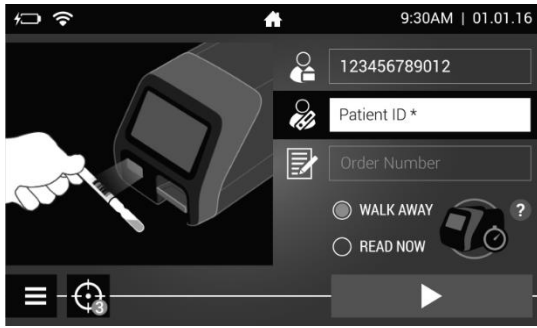 9:30AM | 01.01.16
123456789012
Patient ID *
Order Number
WALK AWAY
?
READ NOW
3